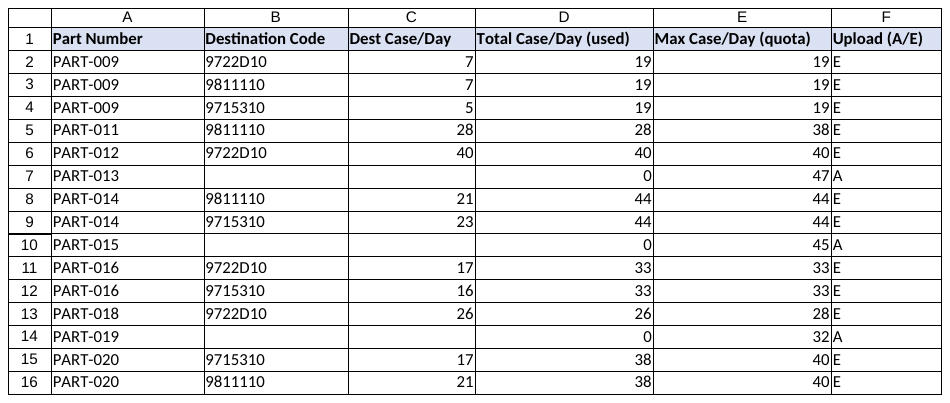 A B C D E F
1 Part Number Destination Code Dest Case/Day Total Case/Day (used) Max Case/Day (quota) Upload (A/E)
2 PART-009 9722D10 7 19 19 E
3 PART-009 9811110 7 19 19 E
4 PART-009 9715310 5 19 19 E
5 PART-011 9811110 28 28 38 E
6 PART-012 9722D10 40 40 40 E
7 PART-013 0 47 A
8 PART-014 9811110 21 44 44 E
9 PART-014 9715310 23 44 44 E
10 PART-015 0 45 A
11 PART-016 9722D10 17 33 33 E
12 PART-016 9715310 16 33 33 E
13 PART-018 9722D10 26 26 28 E
14 PART-019 0 32 A
15 PART-020 9715310 17 38 40 E
16 PART-020 9811110 21 38 40 E